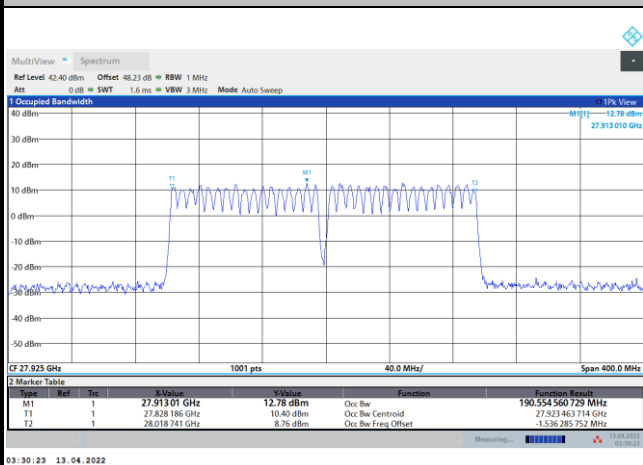 MultiView Spectrum
Ref Level 42.40 dBm Offset 48.23 dB RBW 1 MHz
Att 0 dB SWT 1.6 ms VBW 3 MHz Mode Auto Sweep
1 Occupied Bandwidth 1Pk View
40 dBm M1[1] 12.78 dBm
27.913 010 GHz
30 dBm
20 dBm
T1 M1 T2
10 dBm
0 dBm
-10 dBm
-20 dBm
-30 dBm
-40 dBm
-50 dBm
CF 27.925 GHz 1001 pts 40.0 MHz/ Span 400.0 MHz
2 Marker Table
Type Ref Trc X-Value Y-Value Function Function Result
M1 1 27.913 01 GHz 12.78 dBm Occ Bw 190.554 560 729 MHz
T1 1 27.828 186 GHz 10.40 dBm Occ Bw Centroid 27.923 463 714 GHz
T2 1 28.018 741 GHz 8.76 dBm Occ Bw Freq Offset -1.536 285 752 MHz
Measuring... 13.04.2022
03:30:22
03:30:23 13.04.2022